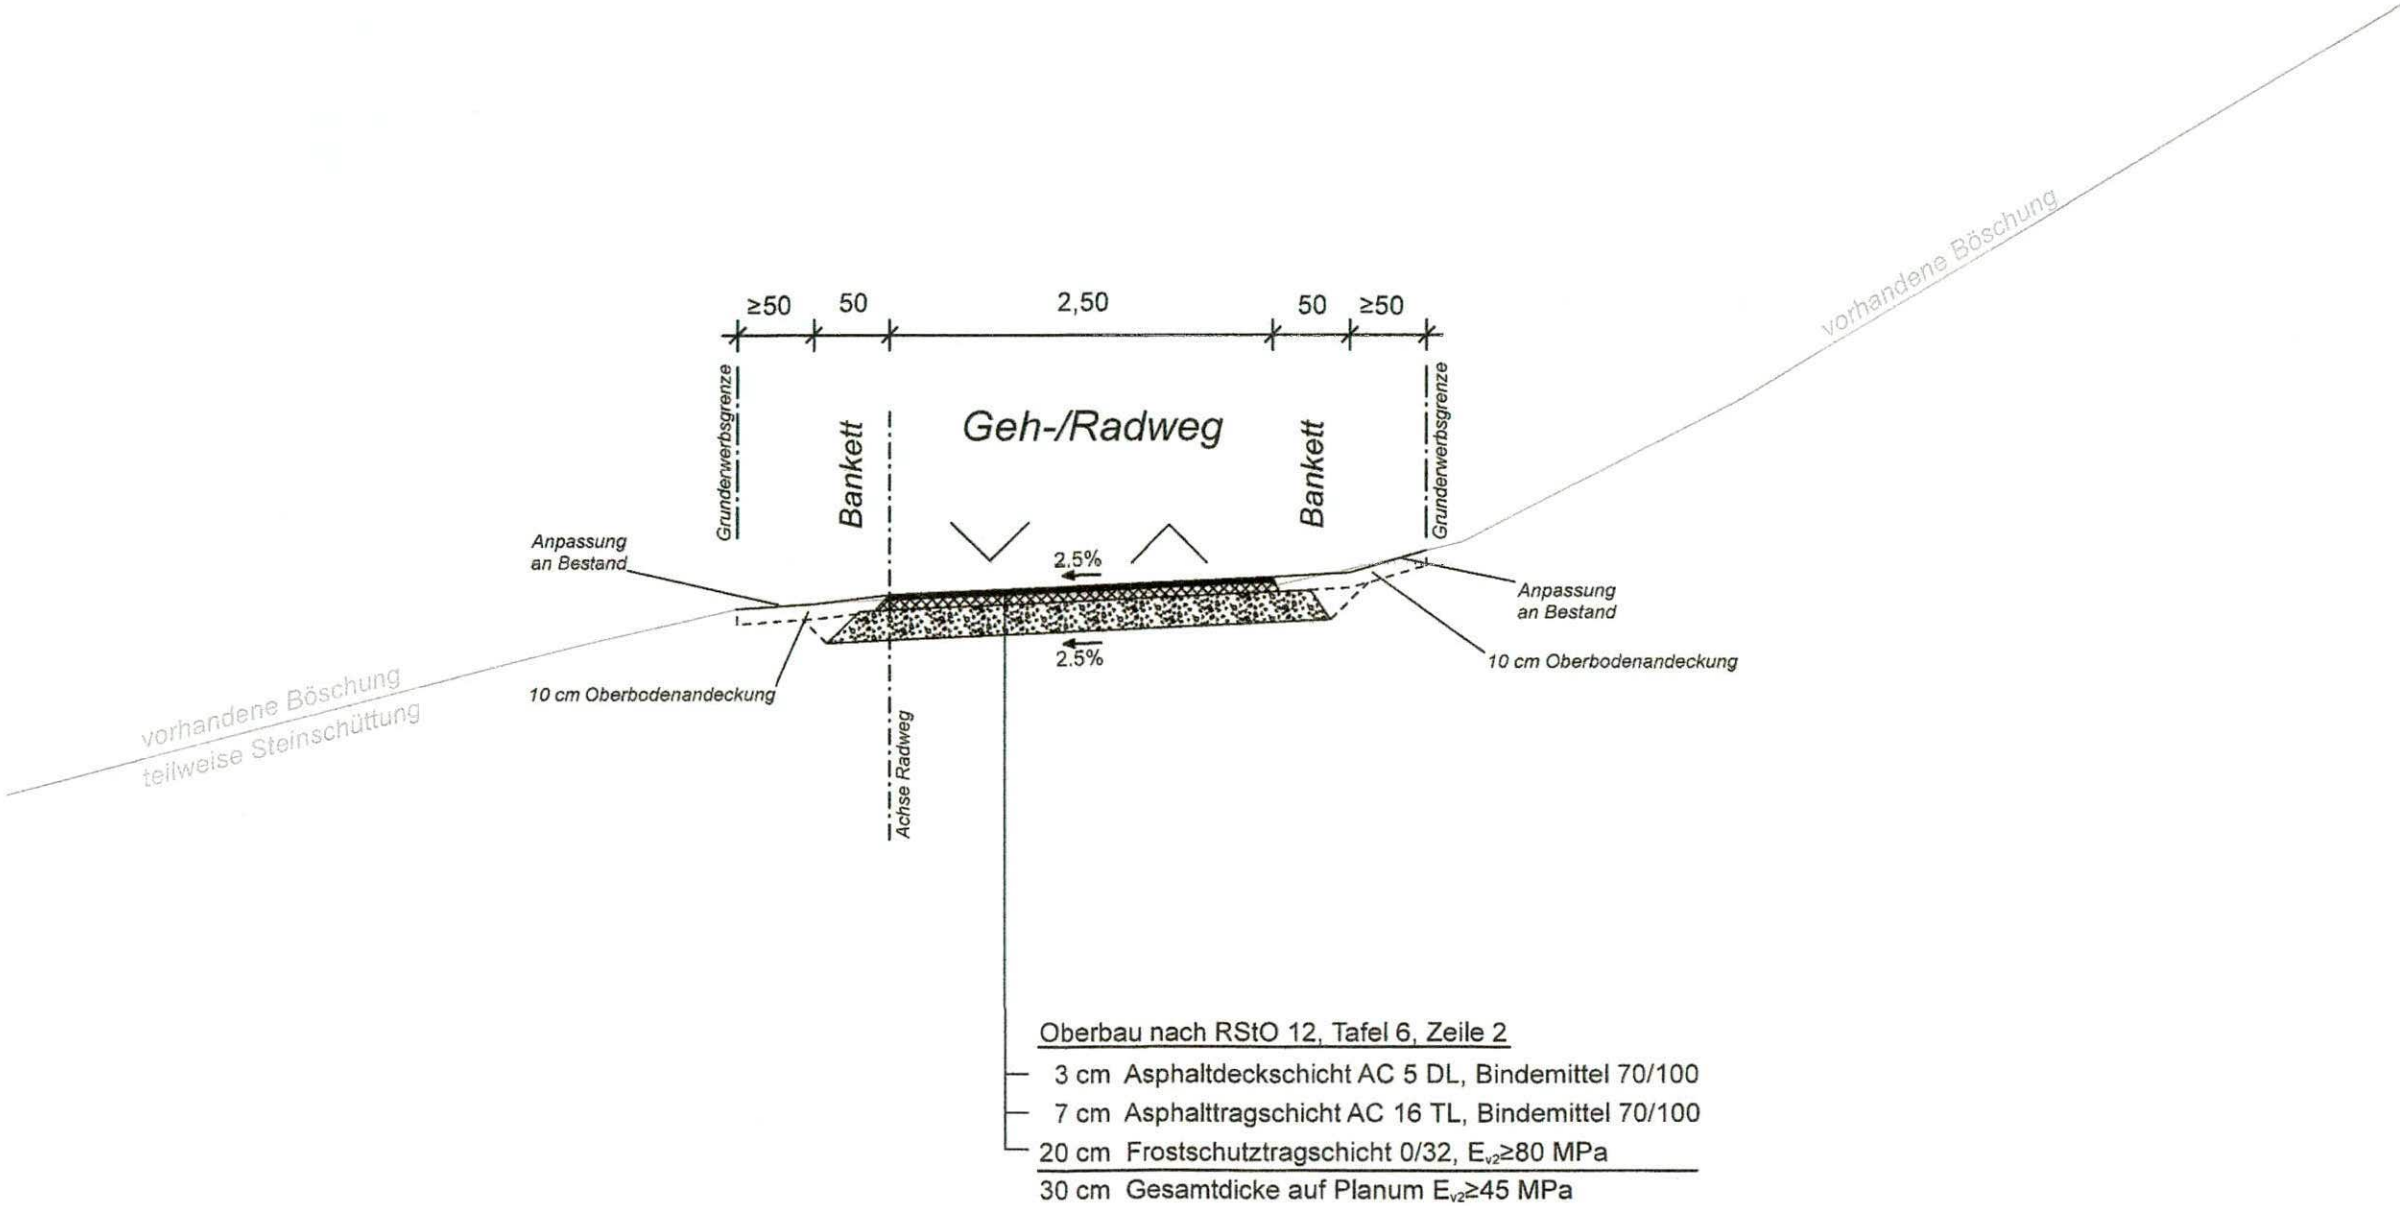 vorhandene Böschung
≥50
50
2,50
50
≥50
Grunderwerbsgrenze
Bankett
Geh-/Radweg
Bankett
Grunderwerbsgrenze
Anpassung
an Bestand
2.5%
Anpassung
an Bestand
2.5%
10 cm Oberbodenandeckung
10 cm Oberbodenandeckung
vorhandene Böschung
teilweise Steinschüttung
Achse Radweg
Oberbau nach RStO 12, Tafel 6, Zeile 2
3 cm Asphaltdeckschicht AC 5 DL, Bindemittel 70/100
7 cm Asphalttragschicht AC 16 TL, Bindemittel 70/100
20 cm Frostschutztragschicht 0/32, Ev2≥80 MPa
30 cm Gesamtdicke auf Planum Ev2≥45 MPa